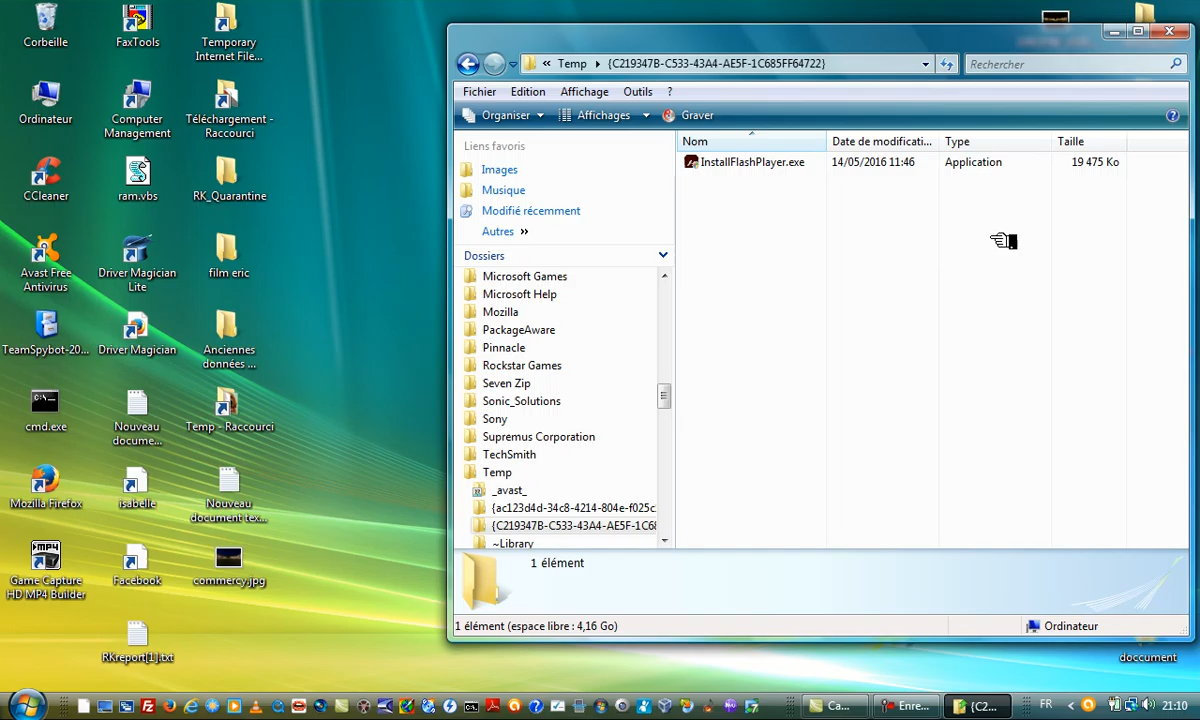 Corbeille
FaxTools
Temporary
Internet File...
Ordinateur
Computer
Management
Téléchargement -
Raccourci
CCleaner
ram.vbs
RK_Quarantine
Avast Free
Antivirus
Driver Magician
Lite
film eric
TeamSpybot-20...
Driver Magician
Anciennes
données ...
cmd.exe
Nouveau
docume...
Temp - Raccourci
Mozilla Firefox
isabelle
Nouveau
document tex...
Game Capture
HD MP4 Builder
Facebook
commercy.jpg
RKreport[1].txt
doccument
« Temp {C219347B-C533-43A4-AE5F-1C685FF64722}
Rechercher
Fichier Edition Affichage Outils ?
Organiser Affichages Graver
Liens favoris
Images
Musique
Modifié récemment
Autres »
Dossiers
Microsoft Games
Microsoft Help
Mozilla
PackageAware
Pinnacle
Rockstar Games
Seven Zip
Sonic_Solutions
Sony
Supremus Corporation
TechSmith
Temp
_avast_
{ac123d4d-34c8-4214-804e-f025c
{C219347B-C533-43A4-AE5F-1C68
~Library
Nom Date de modificati... Type Taille
InstallFlashPlayer.exe 14/05/2016 11:46 Application 19 475 Ko
1 élément
1 élément (espace libre : 4,16 Go) Ordinateur
Ca... Enre... {C2... FR 21:10